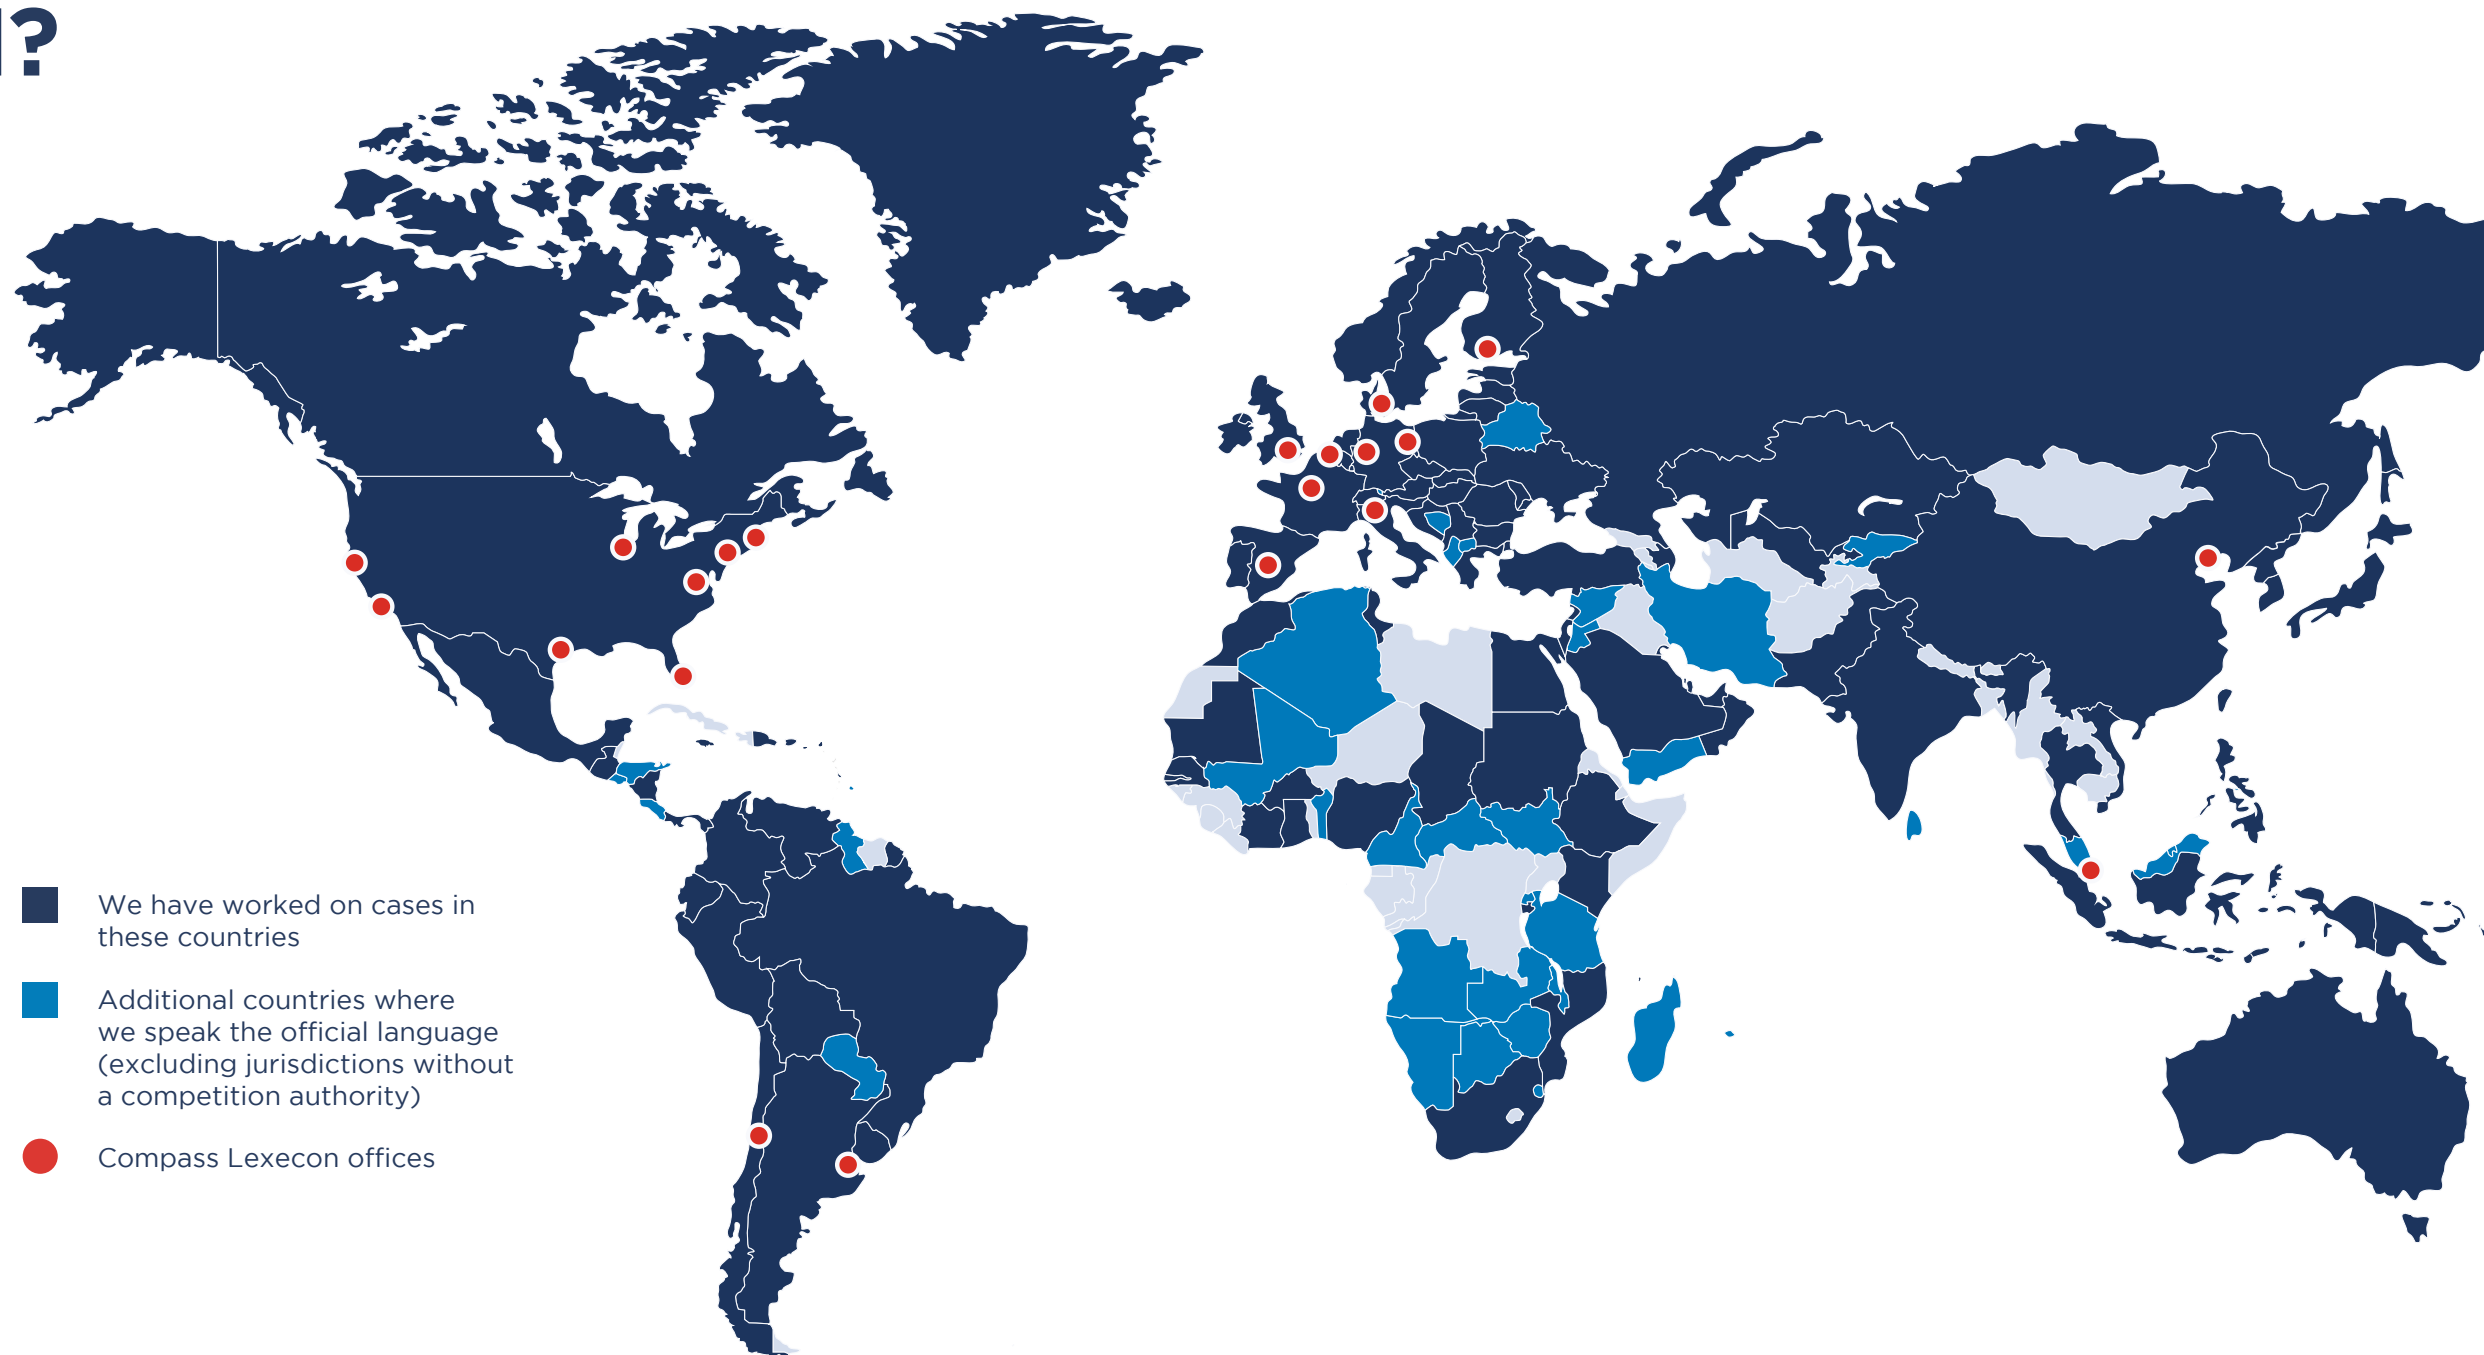 ?
We have worked on cases in
these countries
Additional countries where
we speak the official language
(excluding jurisdictions without
a competition authority)
Compass Lexecon offices